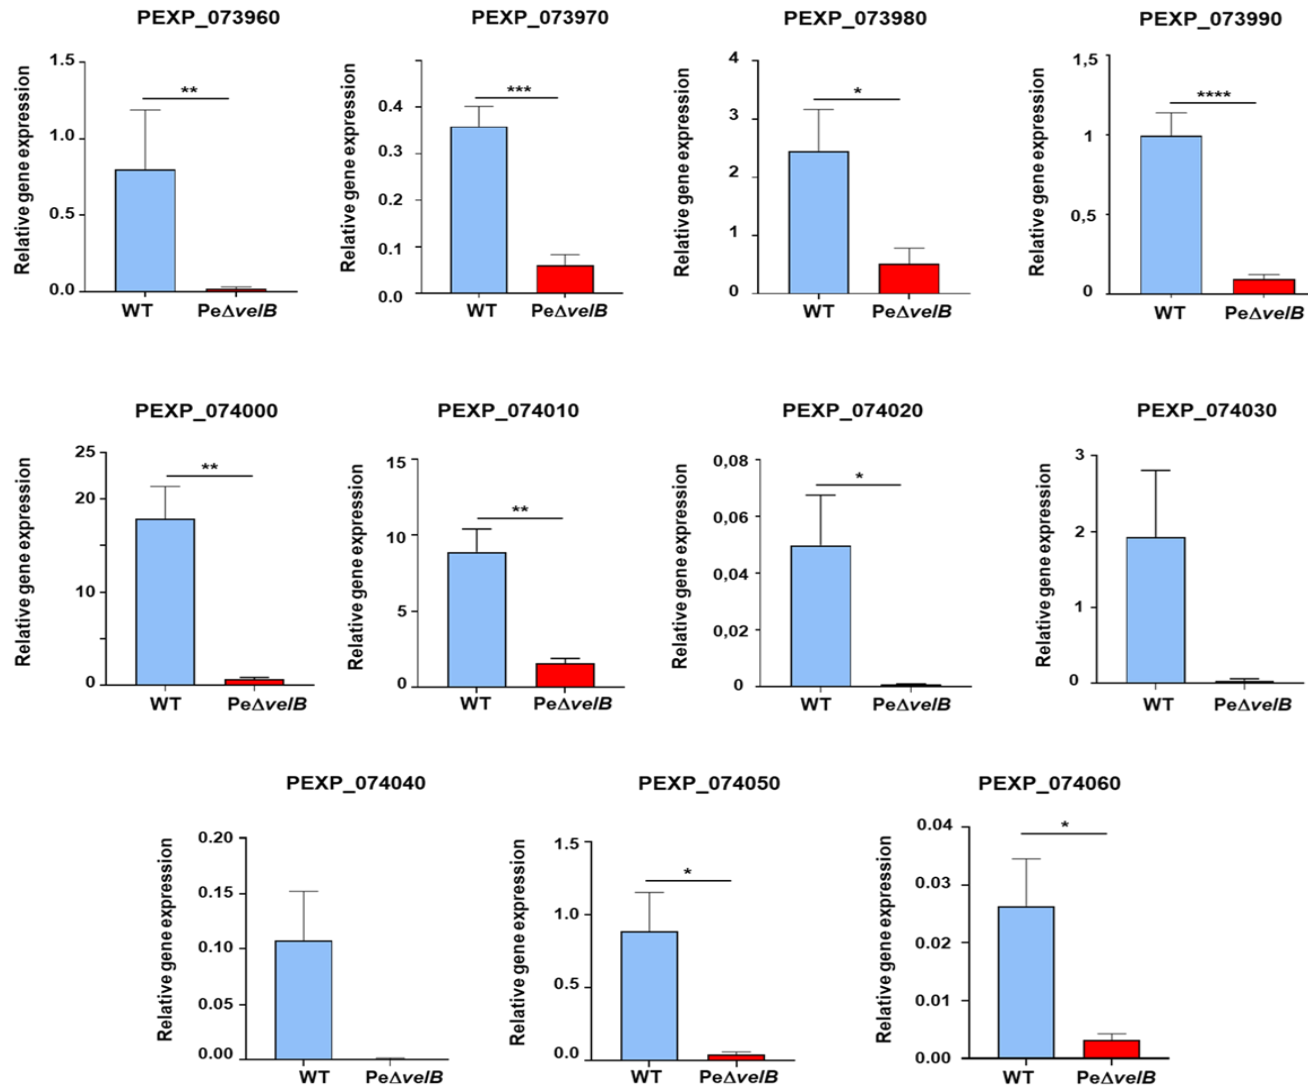 PEXP_073960
PEXP_073970
PEXP_073980
PEXP_073990
Relative gene expression
1.5
1.0
0.5
0.0
**
WT
PeΔvelB
Relative gene expression
0.4
0.3
0.2
0.1
0.0
***
WT
PeΔvelB
Relative gene expression
4
3
2
1
0
*
WT
PeΔvelB
Relative gene expression
1,5
1
0,5
0
****
WT
PeΔvelB
PEXP_074000
PEXP_074010
PEXP_074020
PEXP_074030
Relative gene expression
25
20
10
0
**
WT
PeΔvelB
Relative gene expression
15
10
5
0
**
WT
PeΔvelB
Relative gene expression
0,08
0,06
0,04
0,02
0
*
WT
PeΔvelB
Relative gene expression
3
2
1
0
WT
PeΔvelB
PEXP_074040
PEXP_074050
PEXP_074060
Relative gene expression
0.20
0.15
0.10
0.05
0.00
WT
PeΔvelB
Relative gene expression
1.5
1.0
0.5
0.0
*
WT
PeΔvelB
Relative gene expression
0.04
0.03
0.02
0.01
0.00
*
WT
PeΔvelB